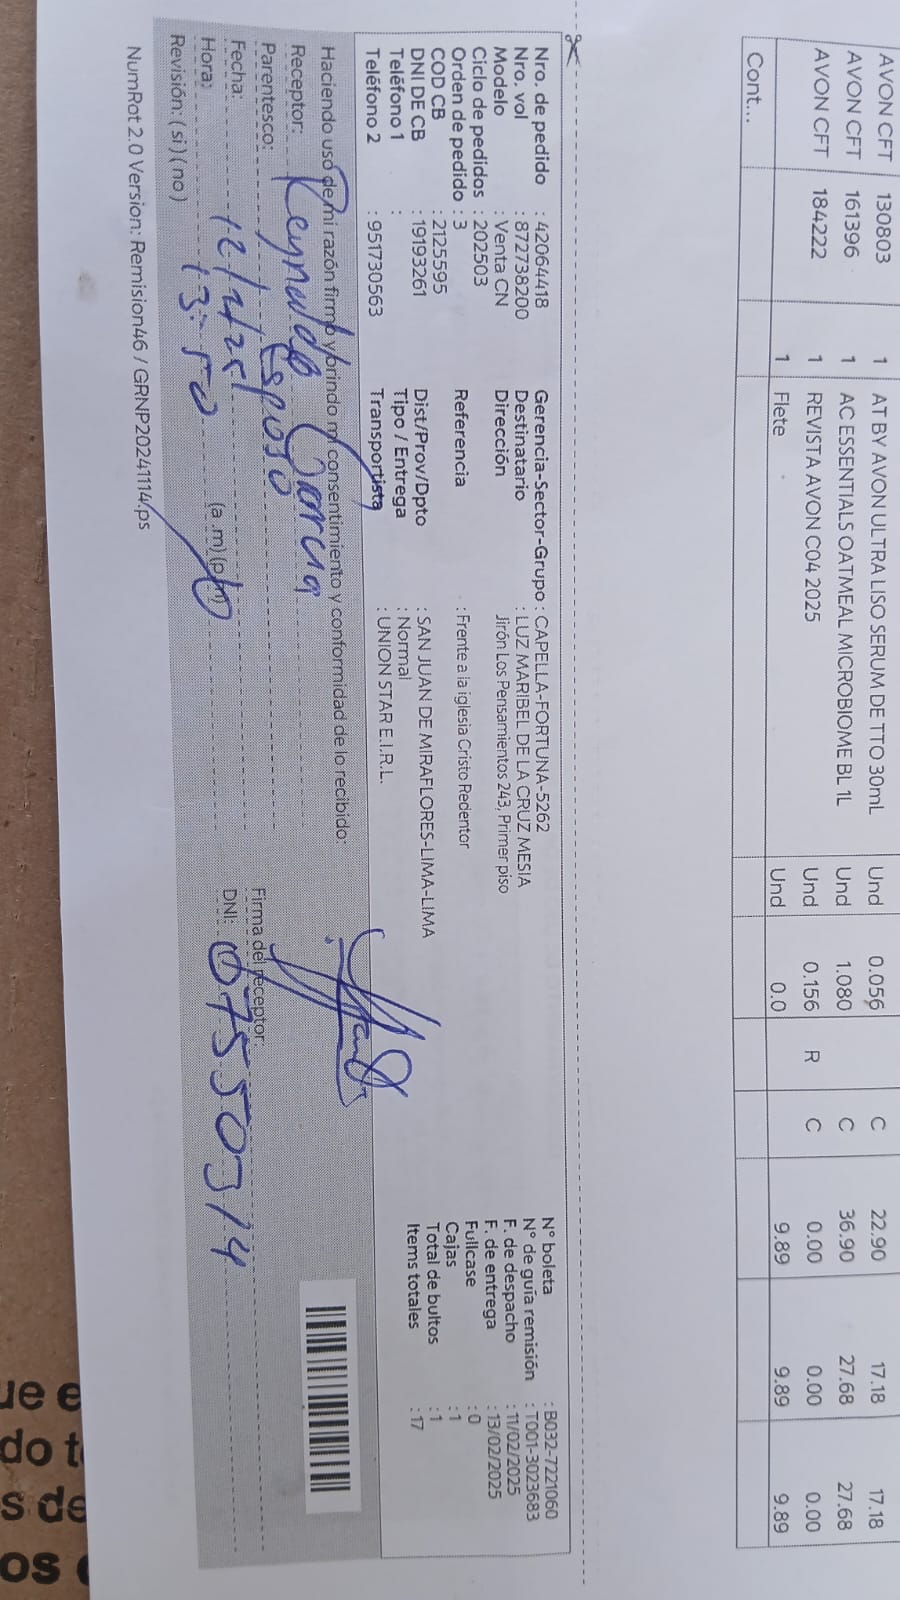 AVON CFT 130803 1 AT BY AVON ULTRA LISO SERUM DE TTO 30mL Und 0.056 C 22.90 17.18 17.18
AVON CFT 161396 1 AC ESSENTIALS OATMEAL MICROBIOME BL 1L Und 1.080 C 36.90 27.68 27.68
AVON CFT 184222 1 REVISTA AVON C04 2025 Und 0.156 R C 0.00 0.00 0.00
1 Flete Und 0.0 9.89 9.89 9.89
Cont...
Nro. de pedido : 42064418 Gerencia-Sector-Grupo : CAPELLA-FORTUNA-5262 N° boleta : B032-7221060
Nro. vol : 872738200 Destinatario : LUZ MARIBEL DE LA CRUZ MESIA N° de guía remisión : T001-3023683
Modelo : Venta CN Dirección Jirón Los Pensamientos 243, Primer piso F. de despacho : 11/02/2025
Ciclo de pedidos : 202503 F. de entrega : 13/02/2025
Orden de pedido : 3 Referencia : Frente a la iglesia Cristo Redentor Fullcase : 0
COD CB : 2125595 Cajas : 1
DNI DE CB : 19193261 Dist/Prov/Dpto : SAN JUAN DE MIRAFLORES-LIMA-LIMA Total de bultos : 1
Teléfono 1 : Tipo / Entrega : Normal Items totales : 17
Teléfono 2 : 951730563 Transportista : UNION STAR E.I.R.L.
Haciendo uso de mi razón firmo y brindo mi consentimiento y conformidad de lo recibido:
Receptor: Reynaldo Garcia
Parentesco: Esposo Firma del receptor:
Fecha: 12/2/25 DNI: 07550314
Hora: 13:50 (a.m) (p.m)
Revisión: ( si ) ( no )
NumRot 2.0 Version: Remision46 / GRNP20241114.ps
ue e
do t
s de
os